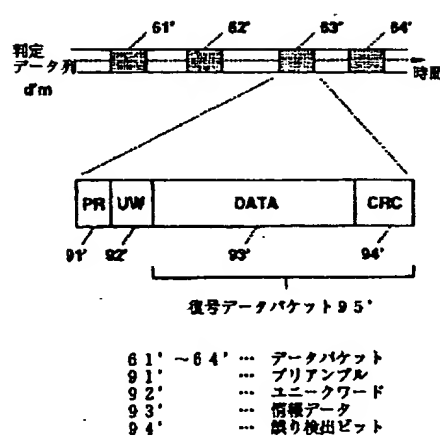 61' 62' 63' 64'
判定
データ列
d'm
時間
PR UW DATA CRC
91' 92' 93' 94'
復号データパケット95'
61'~64' … データパケット
91' … プリアンブル
92' … ユニークワード
93' … 情報データ
94' … 誤り検出ビット